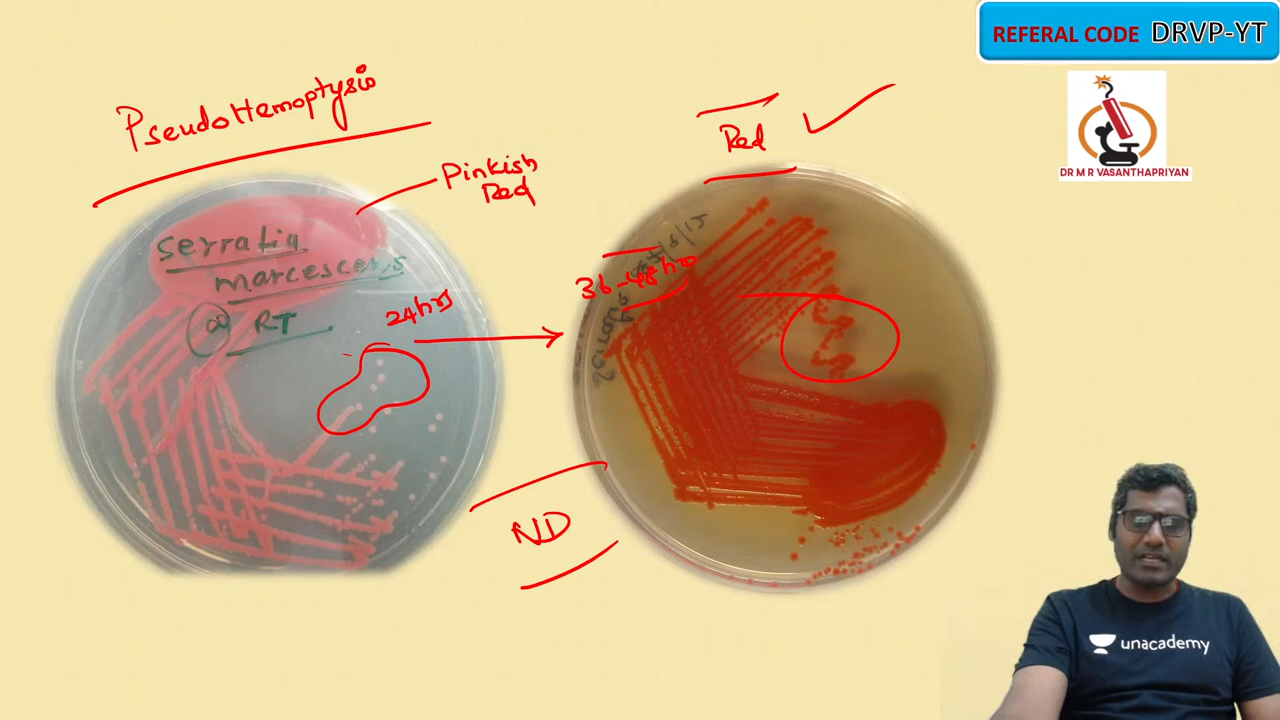 REFERAL CODE DRVP-YT
DR M R VASANTHAPRIYAN
PseudoHemoptysis
Red
Pinkish
Red
serratia
marcescens
@ RT
24hrs
36-48hrs
ND
unacademy